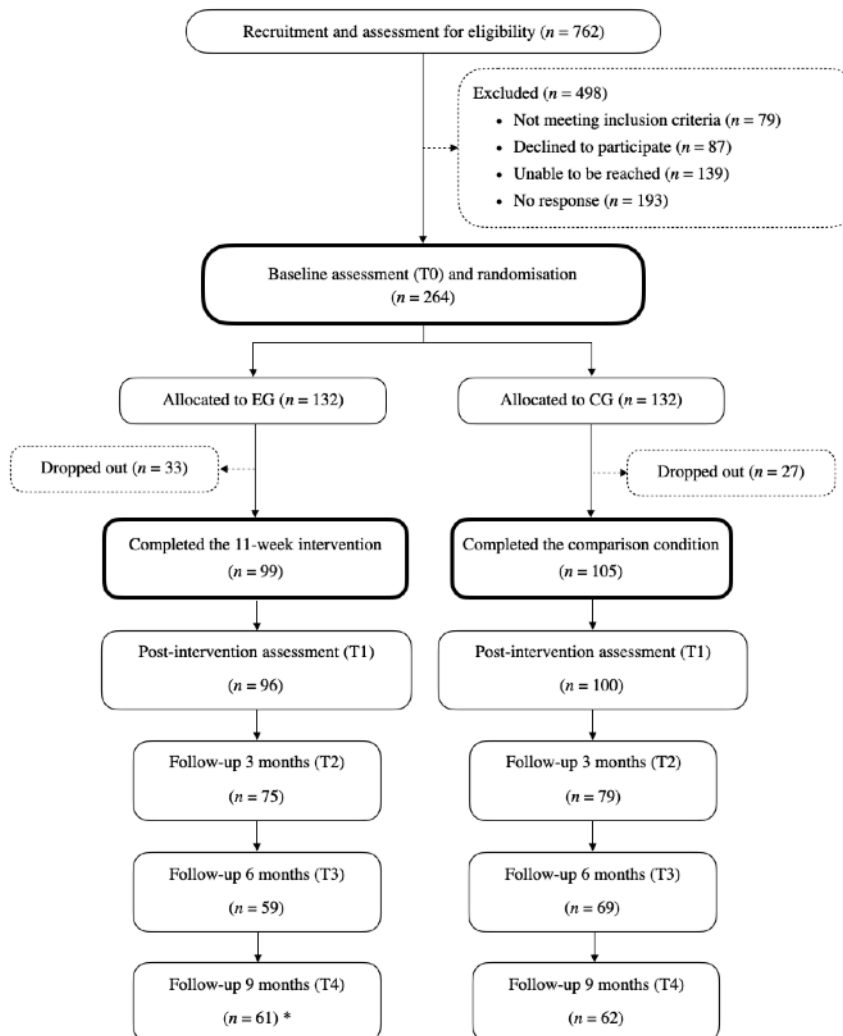 Recruitment and assessment for eligibility (n = 762)
Excluded (n = 498)
• Not meeting inclusion criteria (n = 79)
• Declined to participate (n = 87)
• Unable to be reached (n = 139)
• No response (n = 193)
Baseline assessment (T0) and randomisation
(n = 264)
Allocated to EG (n = 132)
Allocated to CG (n = 132)
Dropped out (n = 33)
Dropped out (n = 27)
Completed the 11-week intervention
(n = 99)
Completed the comparison condition
(n = 105)
Post-intervention assessment (T1)
(n = 96)
Post-intervention assessment (T1)
(n = 100)
Follow-up 3 months (T2)
(n = 75)
Follow-up 3 months (T2)
(n = 79)
Follow-up 6 months (T3)
(n = 59)
Follow-up 6 months (T3)
(n = 69)
Follow-up 9 months (T4)
(n = 61) *
Follow-up 9 months (T4)
(n = 62)